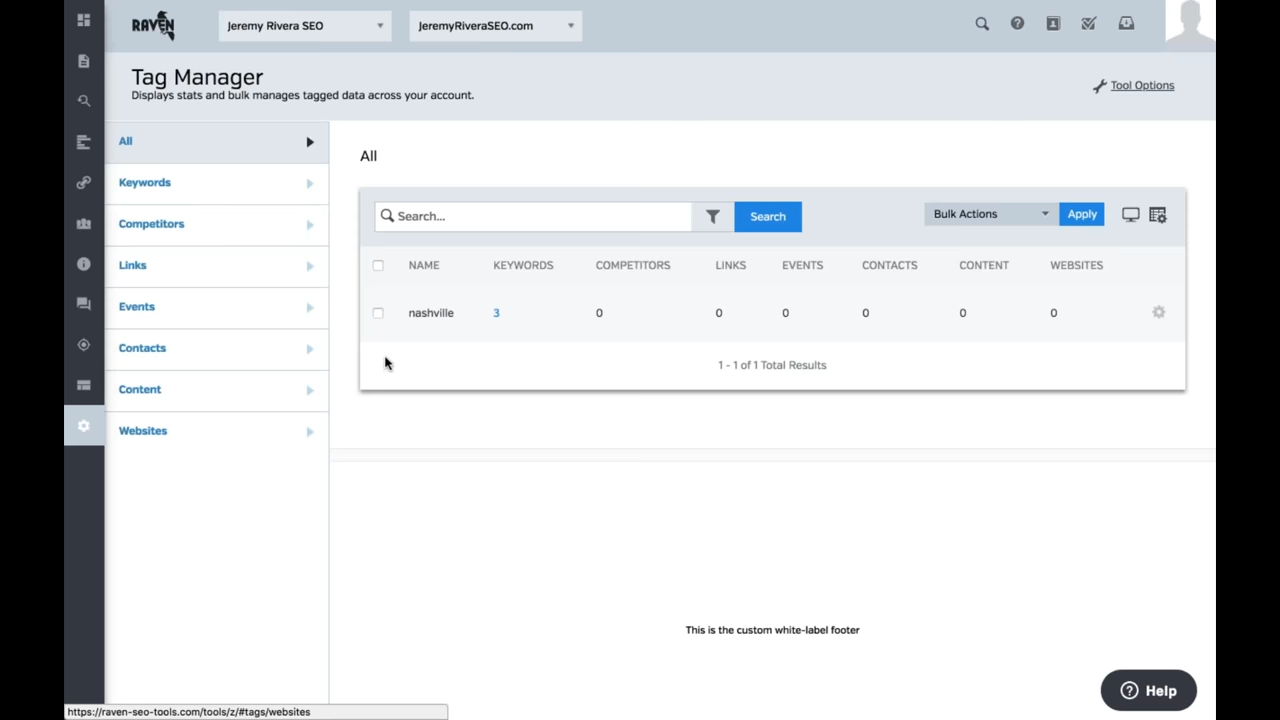 RAVEN
Jeremy Rivera SEO
JeremyRiveraSEO.com
Tag Manager
Displays stats and bulk manages tagged data across your account.
Tool Options
All
Keywords
Competitors
Links
Events
Contacts
Content
Websites
All
Search...
Search
Bulk Actions
Apply
NAME KEYWORDS COMPETITORS LINKS EVENTS CONTACTS CONTENT WEBSITES
nashville 3 0 0 0 0 0 0
1 - 1 of 1 Total Results
This is the custom white-label footer
Help
https://raven-seo-tools.com/tools/z/#tags/websites